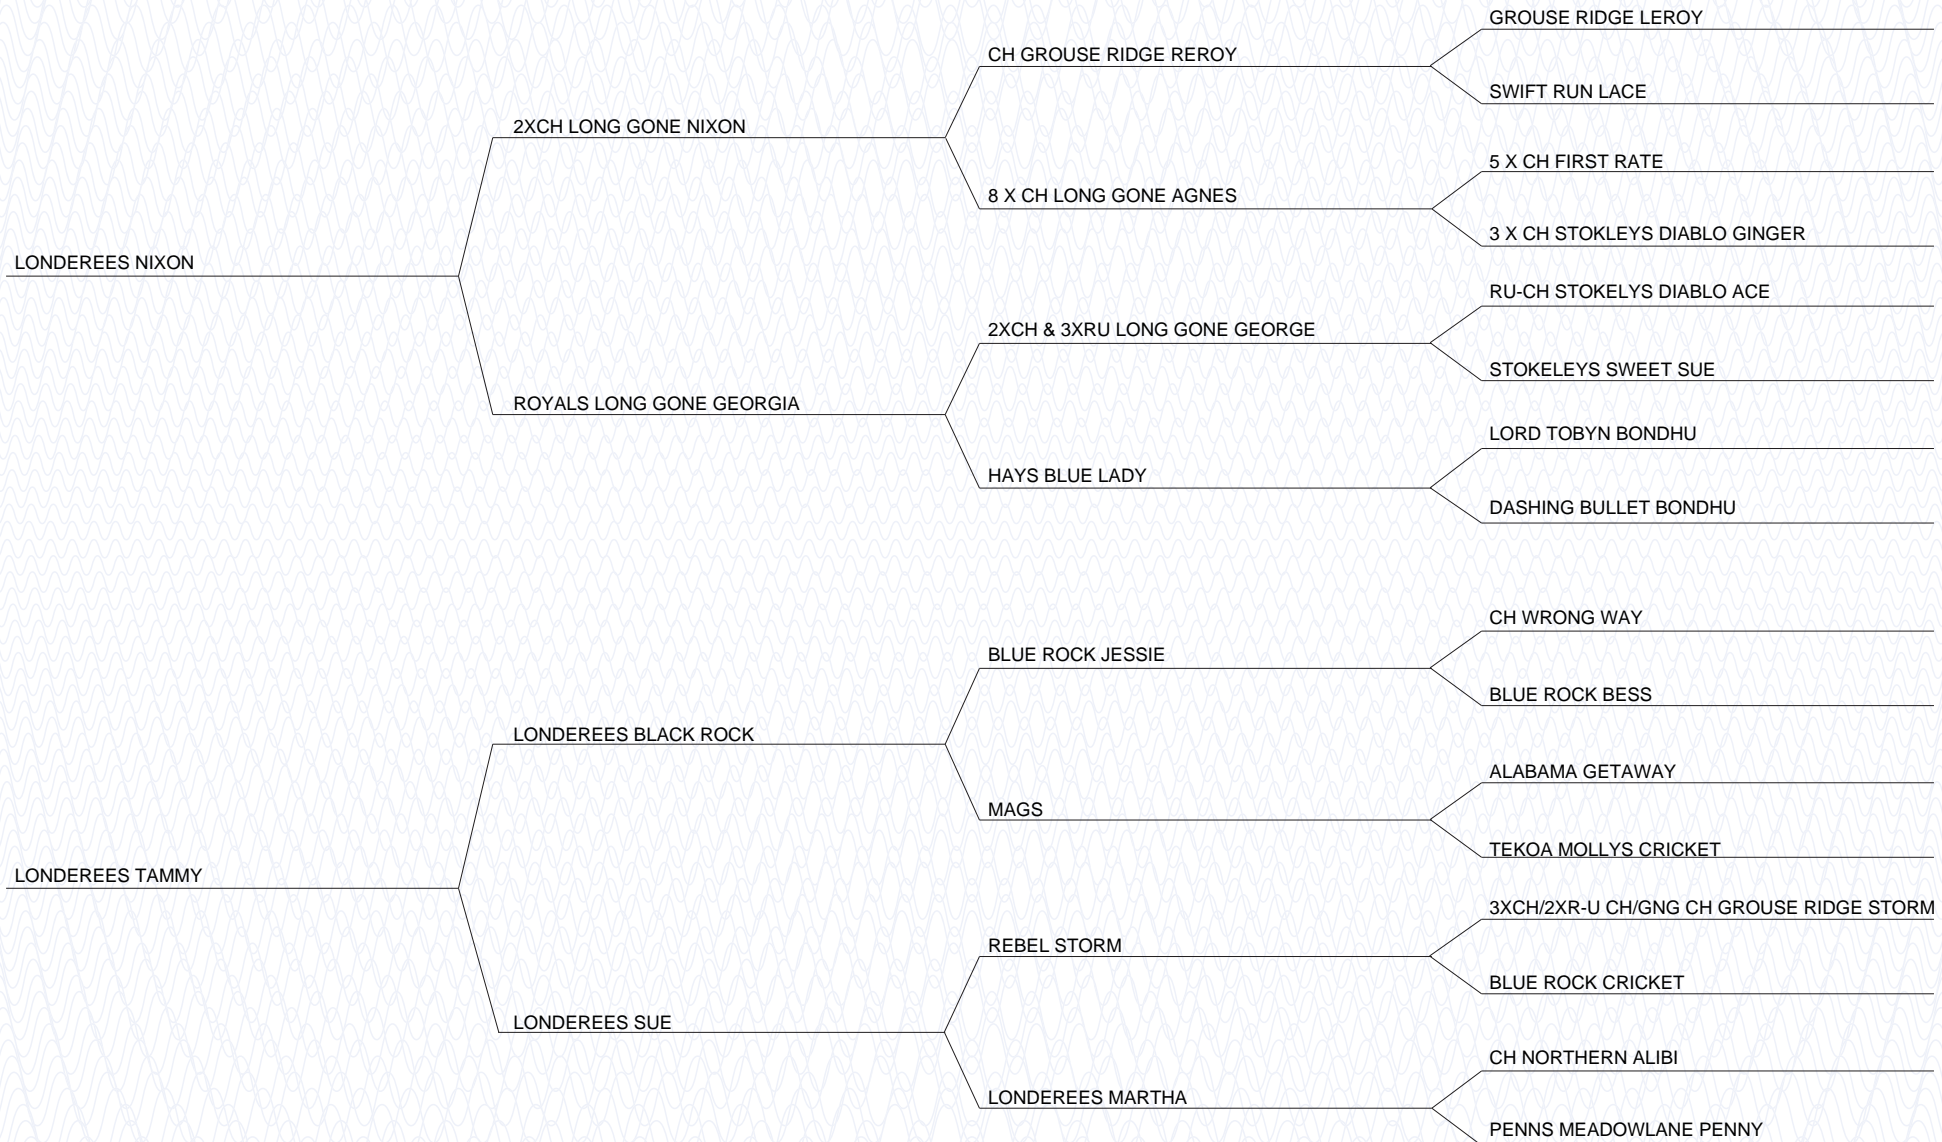 GROUSE RIDGE LEROY
CH GROUSE RIDGE REROY
SWIFT RUN LACE
2XCH LONG GONE NIXON
5 X CH FIRST RATE
8 X CH LONG GONE AGNES
3 X CH STOKLEYS DIABLO GINGER
LONDEREES NIXON
RU-CH STOKELYS DIABLO ACE
2XCH & 3XRU LONG GONE GEORGE
STOKELEYS SWEET SUE
ROYALS LONG GONE GEORGIA
LORD TOBYN BONDHU
HAYS BLUE LADY
DASHING BULLET BONDHU
CH WRONG WAY
BLUE ROCK JESSIE
BLUE ROCK BESS
LONDEREES BLACK ROCK
ALABAMA GETAWAY
MAGS
TEKOA MOLLYS CRICKET
LONDEREES TAMMY
3XCH/2XR-U CH/GNG CH GROUSE RIDGE STORM
REBEL STORM
BLUE ROCK CRICKET
LONDEREES SUE
CH NORTHERN ALIBI
LONDEREES MARTHA
PENNS MEADOWLANE PENNY